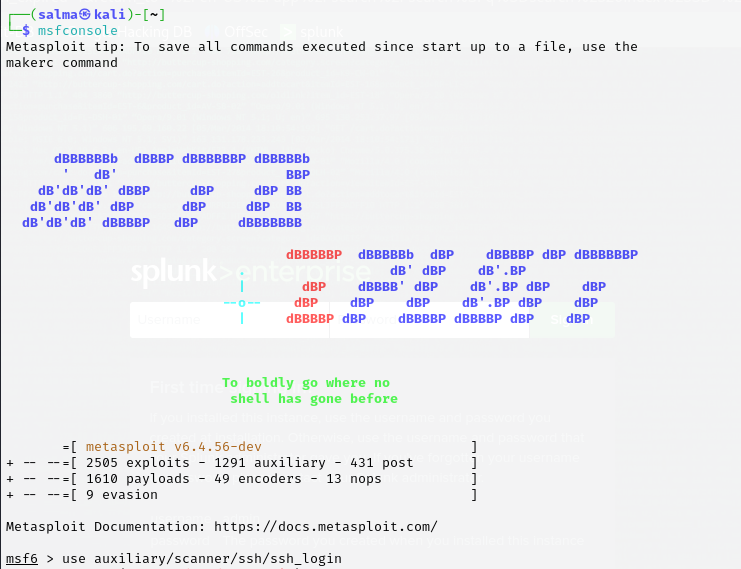 ┌──(salma㉿kali)-[~]
└─$ msfconsole
Metasploit tip: To save all commands executed since start up to a file, use the
makerc command
dBBBBBBb  dBBBP dBBBBBBP dBBBBBb
'   dB'                     BBP
dB'dB'dB' dBBP     dBP     dBP BB
dB'dB'dB' dBP      dBP     dBP  BB
dB'dB'dB' dBBBBP   dBP     dBBBBBBB
dBBBBBP  dBBBBBb  dBP    dBBBBP dBP dBBBBBBP
.                  dB' dBP    dB'.BP
|       dBP    dBBBB' dBP    dB'.BP dBP    dBP
--o--    dBP    dBP    dBP    dB'.BP dBP    dBP
|     dBBBBP dBP    dBBBBP dBBBBP dBP    dBP
To boldly go where no
shell has gone before
=[ metasploit v6.4.56-dev                          ]
+ -- --=[ 2505 exploits - 1291 auxiliary - 431 post       ]
+ -- --=[ 1610 payloads - 49 encoders - 13 nops           ]
+ -- --=[ 9 evasion                                       ]
Metasploit Documentation: https://docs.metasploit.com/
msf6 > use auxiliary/scanner/ssh/ssh_login
splunk>enterprise